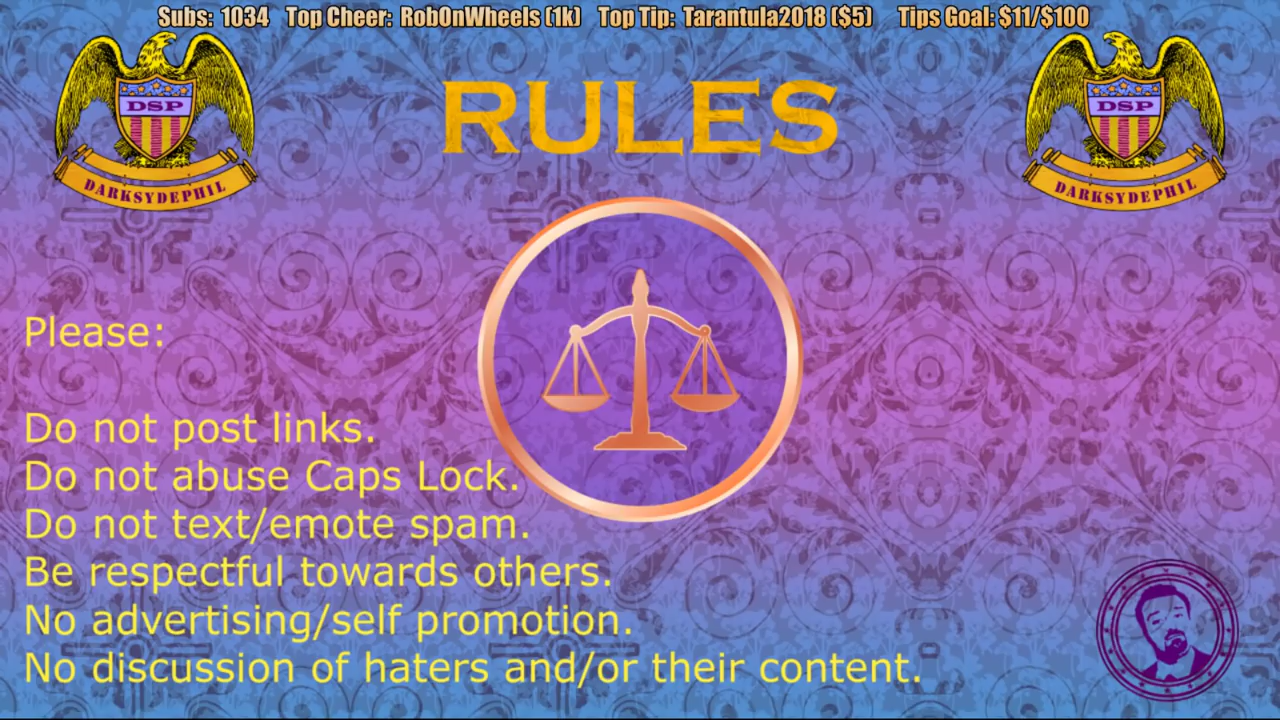 Subs: 1034 Top Cheer: RobOnWheels (1k) Top Tip: Tarantula2018 ($5) Tips Goal: $11/$100
DSP
DARKSYDEPHIL
RULES
DSP
DARKSYDEPHIL
Please:
Do not post links.
Do not abuse Caps Lock.
Do not text/emote spam.
Be respectful towards others.
No advertising/self promotion.
No discussion of haters and/or their content.